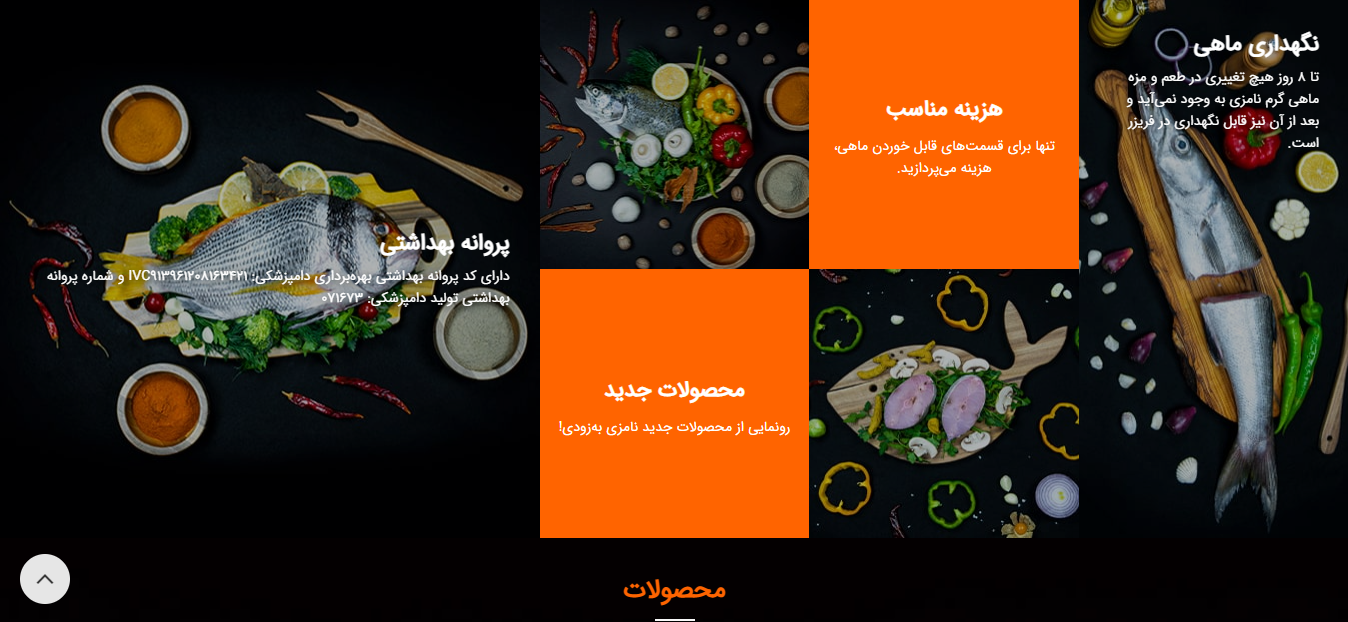 نگهداری ماهی
تا ۸ روز هیچ تغییری در طعم و مزه
ماهی گرم نامزی به وجود نمی‌آید و
بعد از آن نیز قابل نگهداری در فریزر
است.
هزینه مناسب
تنها برای قسمت‌های قابل خوردن ماهی،
هزینه می‌پردازید.
محصولات جدید
رونمایی از محصولات جدید نامزی به‌زودی!
پروانه بهداشتی
دارای کد پروانه بهداشتی بهره‌برداری دامپزشکی: IVC۹۱۳۹۶۱۲۰۸۱۶۳۴۲۱ و شماره پروانه
بهداشتی تولید دامپزشکی: ۰۷۱۶۷۳
محصولات